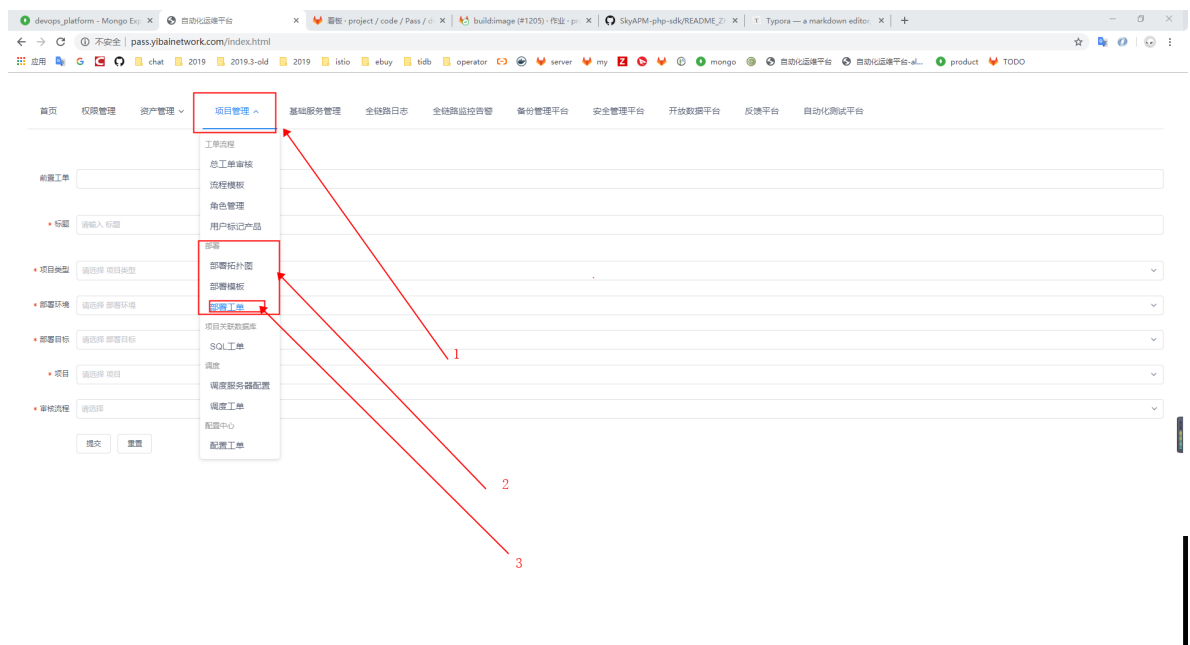 devops_platform - Mongo Ex
自动化运维平台
看板 · project / code / Pass / d
build:image (#1205) · 作业 · pr
SkyAPM-php-sdk/README_Z
Typora — a markdown editor,
不安全 | pass.yibainetwork.com/index.html
应用 chat 2019 2019.3-old 2019 istio ebuy tidb operator server my mongo 自动化运维平台 自动化运维平台-al... product TODO
首页 权限管理 资产管理 项目管理 基础服务管理 全链路日志 全链路监控告警 备份管理平台 安全管理平台 开放数据平台 反馈平台 自动化测试平台
工单流程
总工单审核
流程模板
角色管理
用户标记产品
部署
部署拓扑图
部署模板
部署工单
项目关联数据库
SQL工单
调度
调度服务器配置
调度工单
配置中心
配置工单
前置工单
* 标题 请输入 标题
* 项目类型 请选择 项目类型
* 部署环境 请选择 部署环境
* 部署目标 请选择 部署目标
* 项目 请选择 项目
* 审核流程 请选择
提交 重置
1
2
3